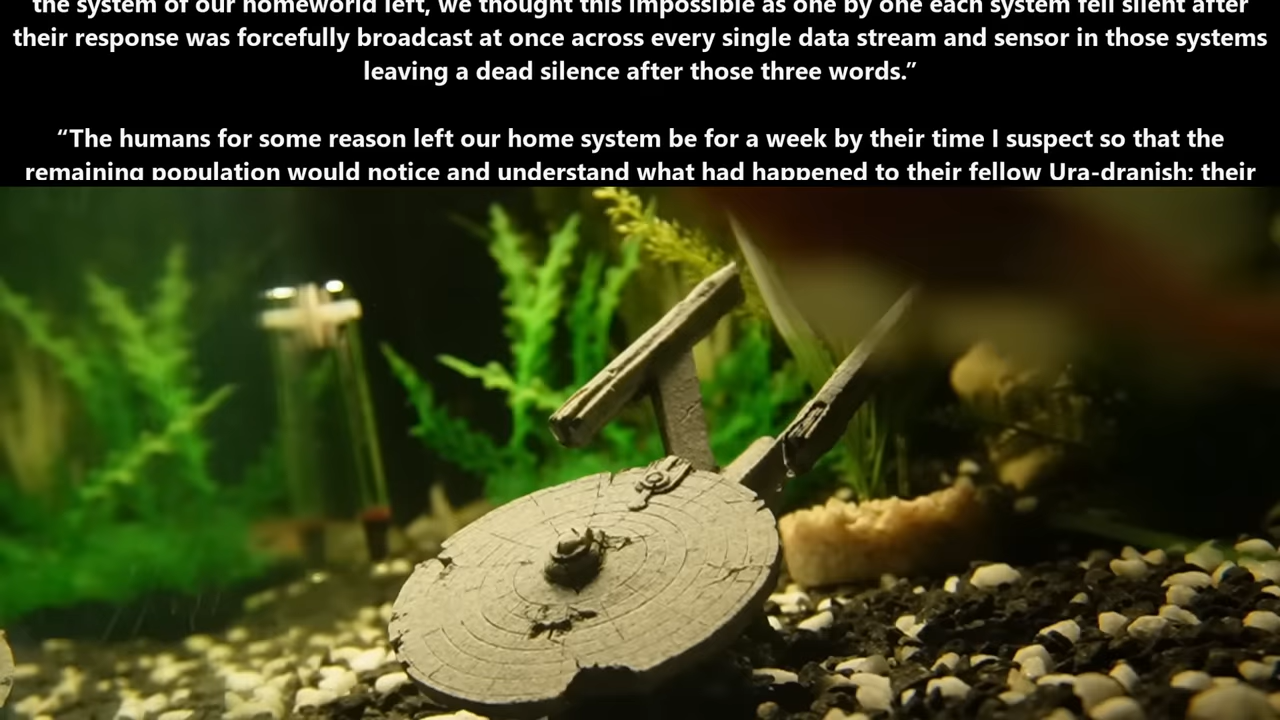 the system of our homeworld left, we thought this impossible as one by one each system fell silent after
their response was forcefully broadcast at once across every single data stream and sensor in those systems
leaving a dead silence after those three words.”
“The humans for some reason left our home system be for a week by their time I suspect so that the
remaining population would notice and understand what had happened to their fellow Ura-dranish: their